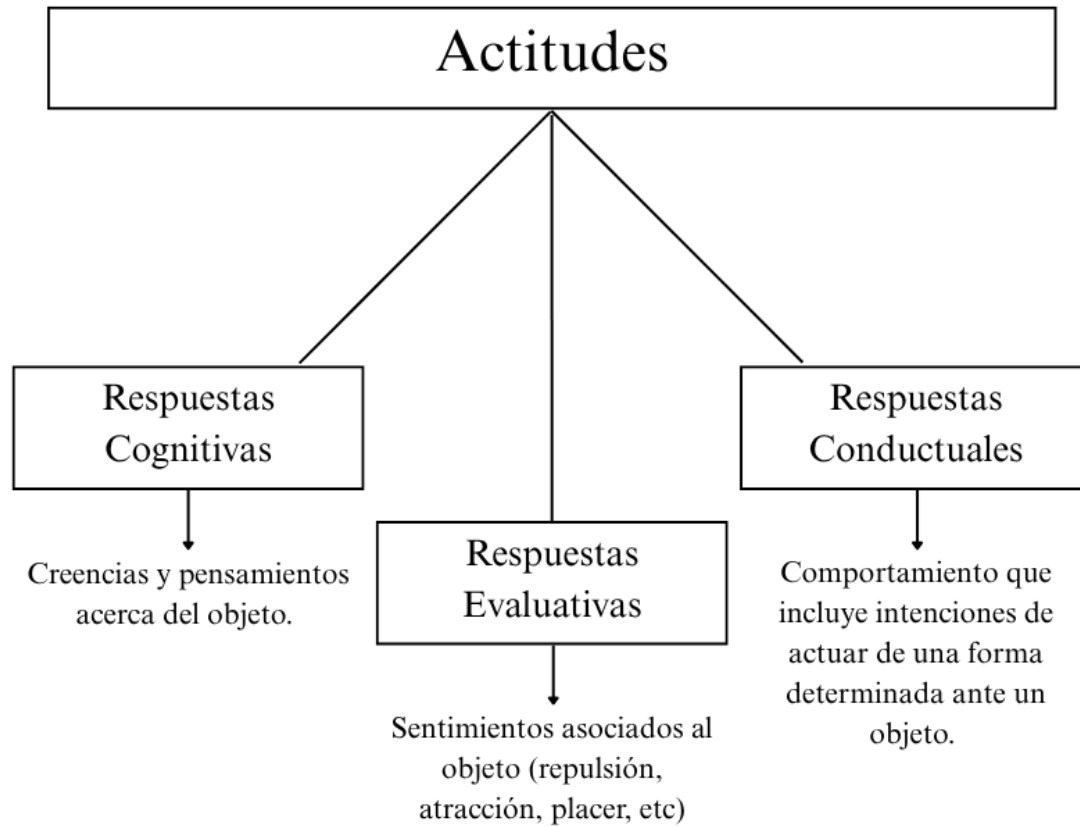 Actitudes
Respuestas
Cognitivas
Creencias y pensamientos
acerca del objeto.
Respuestas
Evaluativas
Sentimientos asociados al
objeto (repulsión,
atracción, placer, etc)
Respuestas
Conductuales
Comportamiento que
incluye intenciones de
actuar de una forma
determinada ante un
objeto.